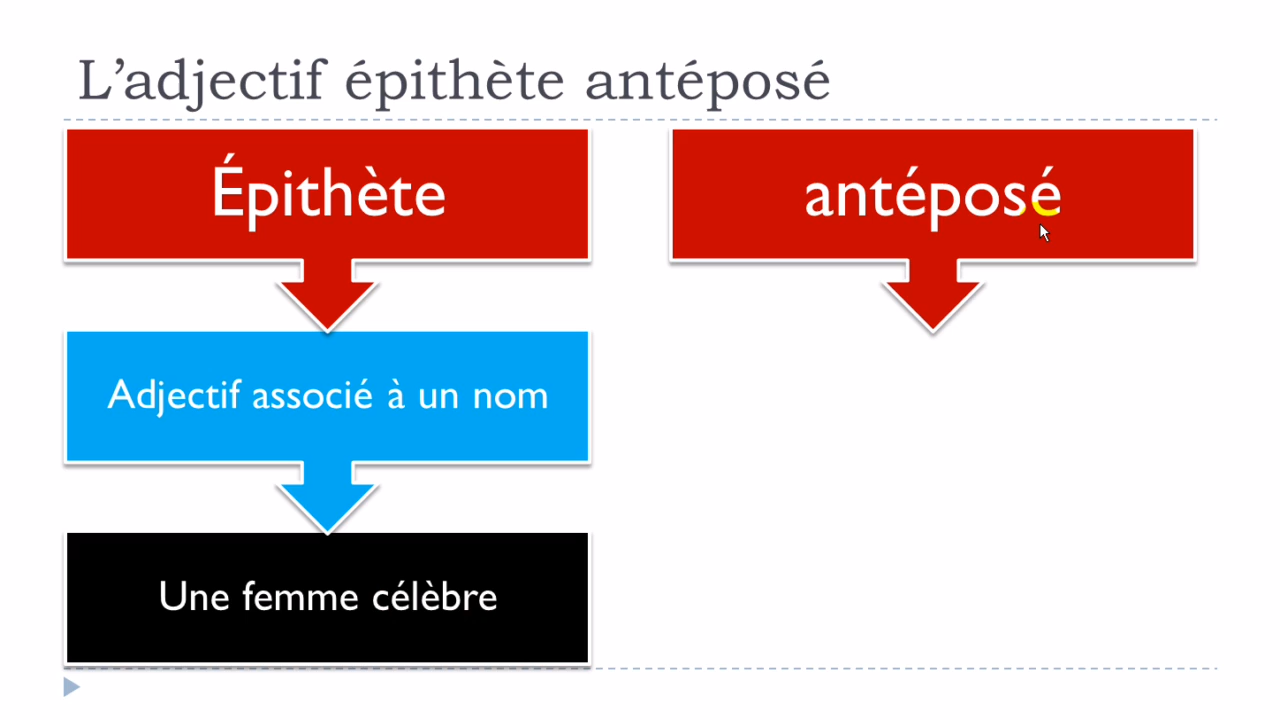 L’adjectif épithète antéposé
Épithète
antéposé
Adjectif associé à un nom
Une femme célèbre